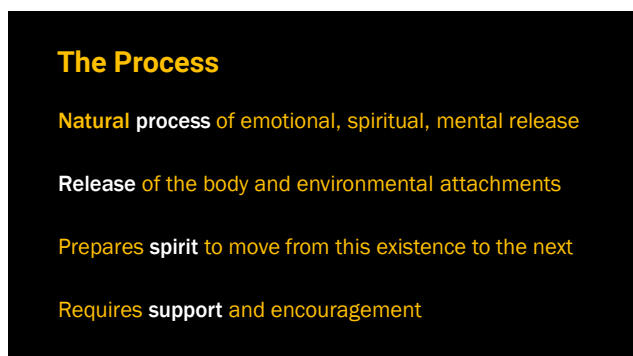 The Process
Natural process of emotional, spiritual, mental release
Release of the body and environmental attachments
Prepares spirit to move from this existence to the next
Requires support and encouragement